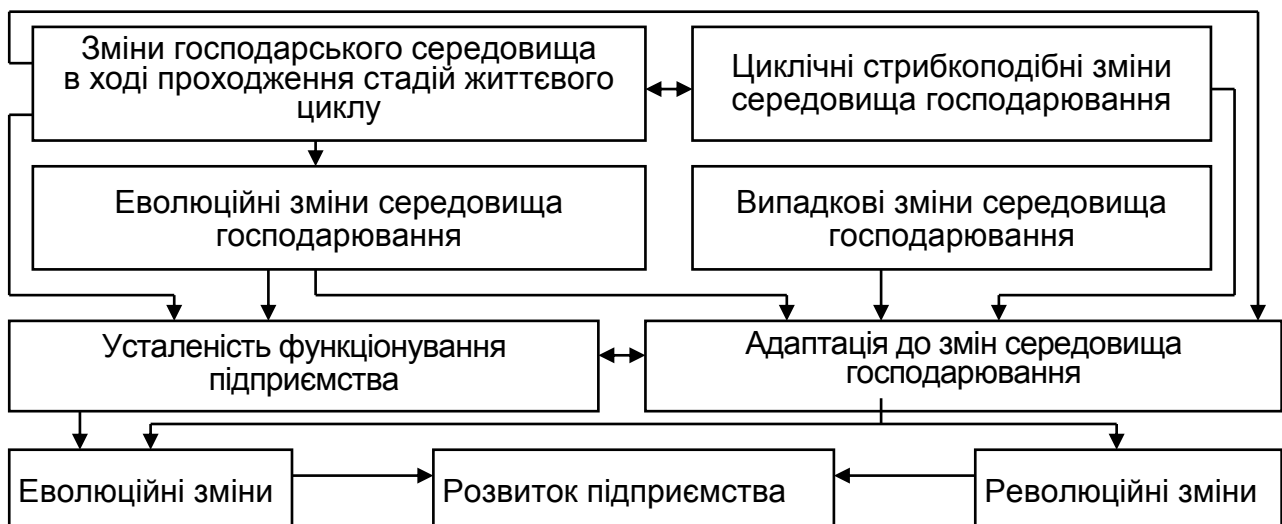 Зміни господарського середовища
в ході проходження стадій життєвого
циклу
Циклічні стрибкоподібні зміни
середовища господарювання
Еволюційні зміни середовища
господарювання
Випадкові зміни середовища
господарювання
Усталеність функціонування
підприємства
Адаптація до змін середовища
господарювання
Еволюційні зміни
Розвиток підприємства
Революційні зміни